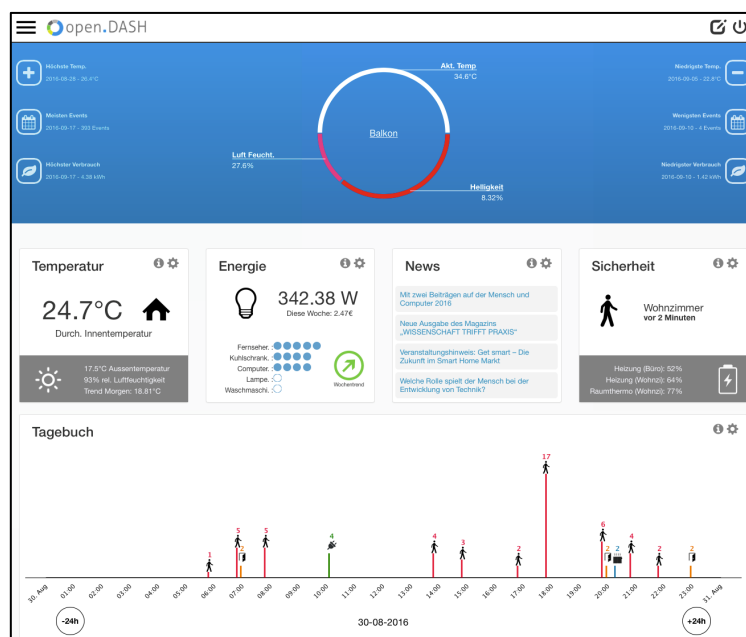 open.DASH
Höchste Temp.
2016-08-28 - 26.4°C
Meisten Events
2016-09-17 - 393 Events
Höchster Verbrauch
2016-09-17 - 4.38 kWh
Akt. Temp
34.6°C
Balkon
Luft Feucht.
27.6%
Helligkeit
8.32%
Niedrigste Temp.
2016-09-05 - 22.8°C
Wenigsten Events
2016-09-10 - 4 Events
Niedrigster Verbrauch
2016-08-19 - 1.42 kWh
Temperatur
24.7°C
Durch. Innentemperatur
17.5°C Aussentemperatur
93% rel. Luftfeuchtigkeit
Trend Morgen: 18.81°C
Energie
342.38 W
Diese Woche: 2.47€
Fernseher. :
Kühlschrank. :
Computer. :
Lampe. :
Waschmaschi. :
Wochentrend
News
Mit zwei Beiträgen auf der Mensch und
Computer 2016
Neue Ausgabe des Magazins
„WISSENSCHAFT TRIFFT PRAXIS“
Veranstaltungshinweis: Get smart – Die
Zukunft im Smart Home Markt
Welche Rolle spielt der Mensch bei der
Entwicklung von Technik?
Sicherheit
Wohnzimmer
vor 2 Minuten
Heizung (Büro): 52%
Heizung (Wohnzi): 64%
Raumthermo (Wohnzi): 77%
Tagebuch
1
5
2
5
4
4
3
2
17
6
2
2
4
2
2
30. Aug
01:00
02:00
03:00
04:00
05:00
06:00
07:00
08:00
09:00
10:00
11:00
12:00
13:00
14:00
15:00
16:00
17:00
18:00
19:00
20:00
21:00
22:00
23:00
31. Aug
-24h
30-08-2016
+24h